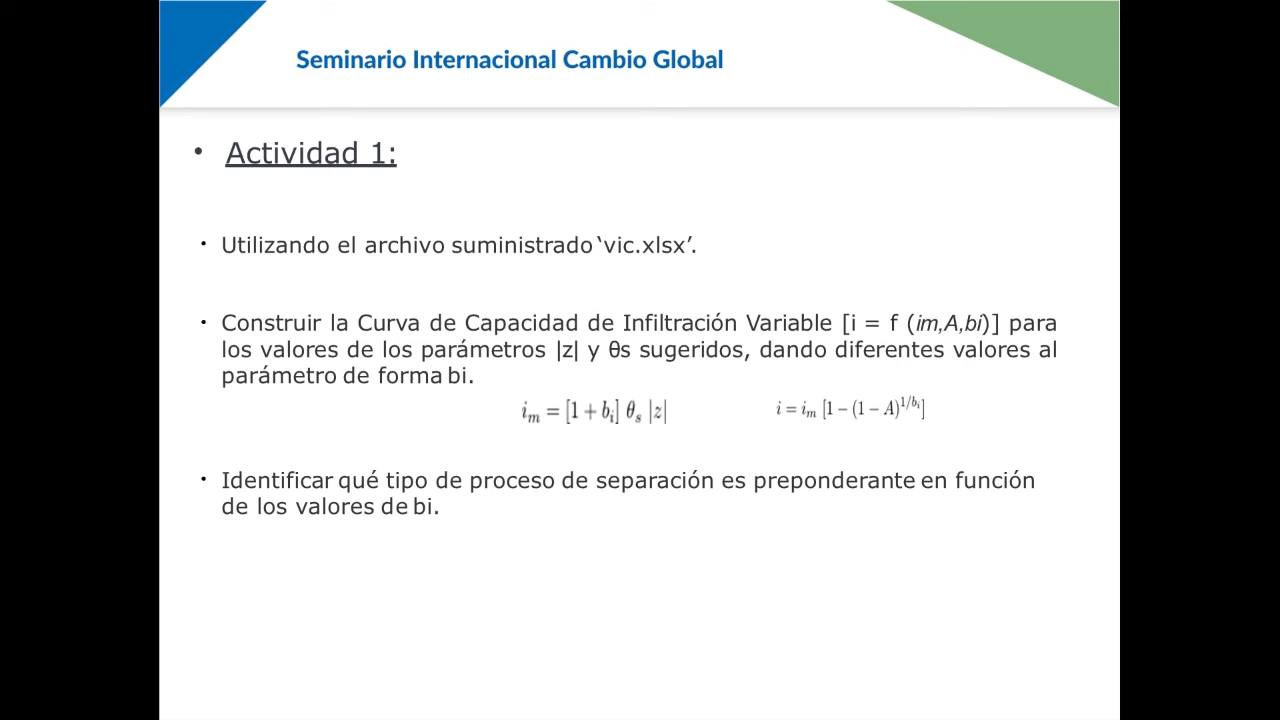 Seminario Internacional Cambio Global
• Actividad 1:
• Utilizando el archivo suministrado ‘vic.xlsx’.
• Construir la Curva de Capacidad de Infiltración Variable [i = f (im,A,bi)] para
los valores de los parámetros |z| y θs sugeridos, dando diferentes valores al
parámetro de forma bi.
i_m = [1 + b_i] θ_s |z|
i = i_m [1 − (1 − A)^{1/b_i}]
• Identificar qué tipo de proceso de separación es preponderante en función
de los valores de bi.